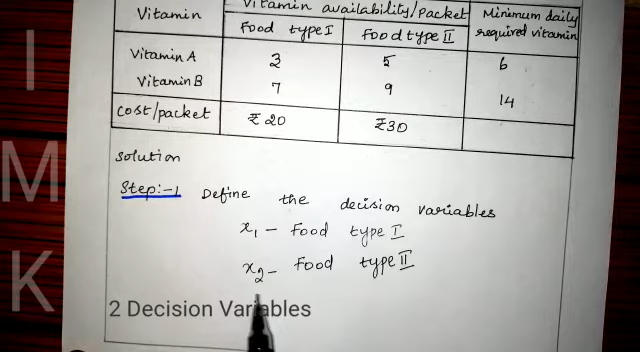 Vitamin availability/Packet
Vitamin
Food type I
Food type II
Minimum daily
required vitamin
Vitamin A 3 5 6
Vitamin B 7 9 14
Cost/packet ₹20 ₹30
Solution
Step:-1 Define the decision variables
x₁ – Food type I
x₂ – Food type II
2 Decision Variables
I
M
K